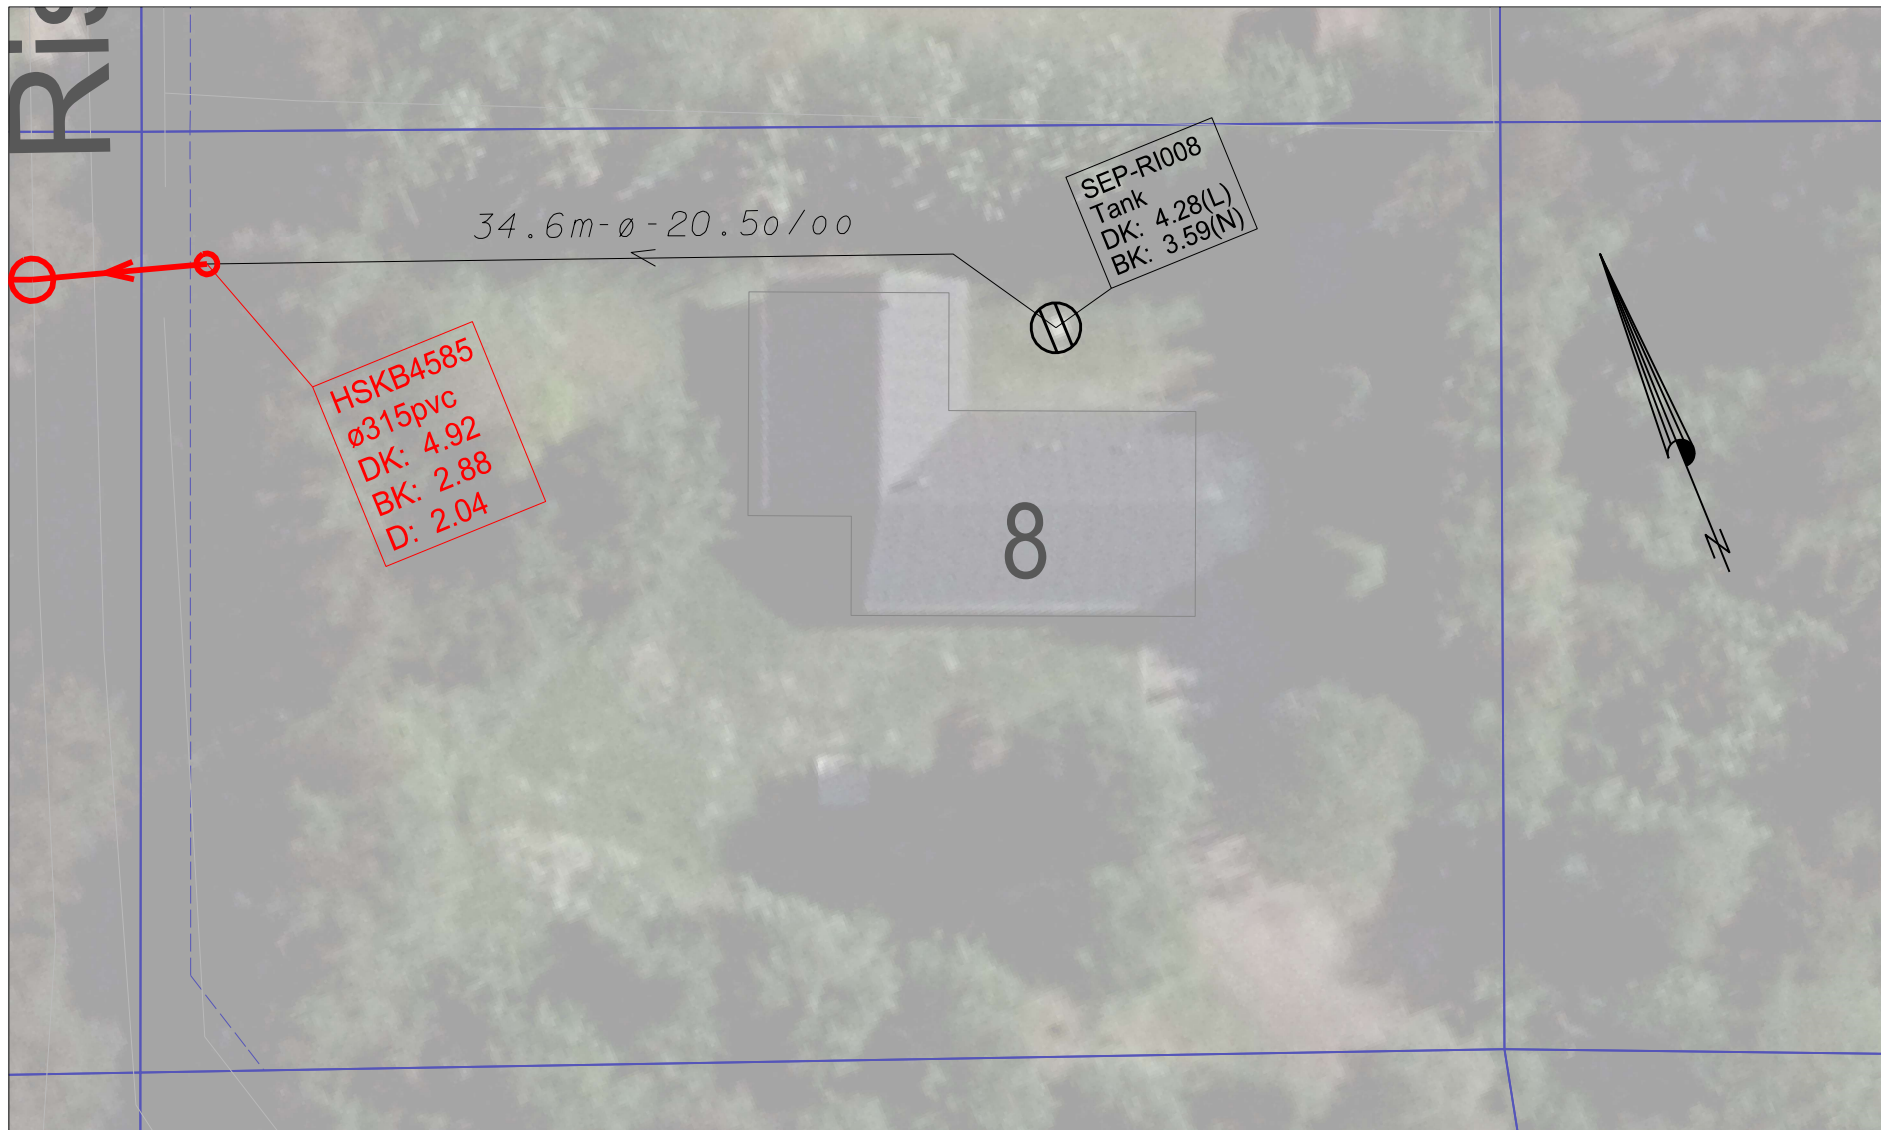 Ris
34.6m-ø-20.5o/oo
SEP-RI008
Tank
DK: 4.28(L)
BK: 3.59(N)
HSKB4585
ø315pvc
DK: 4.92
BK: 2.88
D: 2.04
8
N